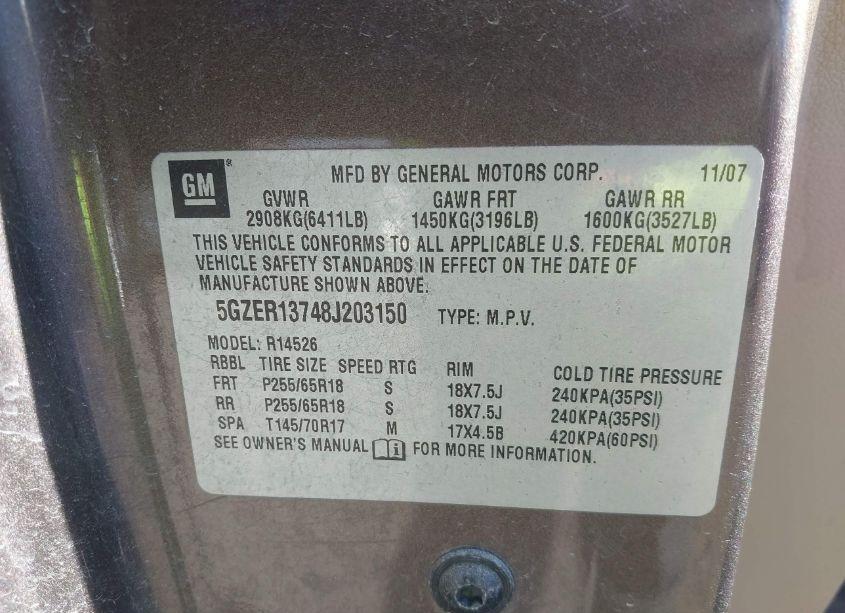 GM ® MFD BY GENERAL MOTORS CORP. 11/07
GVWR GAWR FRT GAWR RR
2908KG(6411LB) 1450KG(3196LB) 1600KG(3527LB)
THIS VEHICLE CONFORMS TO ALL APPLICABLE U.S. FEDERAL MOTOR
VEHICLE SAFETY STANDARDS IN EFFECT ON THE DATE OF
MANUFACTURE SHOWN ABOVE.
5GZER13748J203150 TYPE: M.P.V.
MODEL: R14526
RBBL TIRE SIZE SPEED RTG RIM COLD TIRE PRESSURE
FRT P255/65R18 S 18X7.5J 240KPA(35PSI)
RR P255/65R18 S 18X7.5J 240KPA(35PSI)
SPA T145/70R17 M 17X4.5B 420KPA(60PSI)
SEE OWNER'S MANUAL FOR MORE INFORMATION.